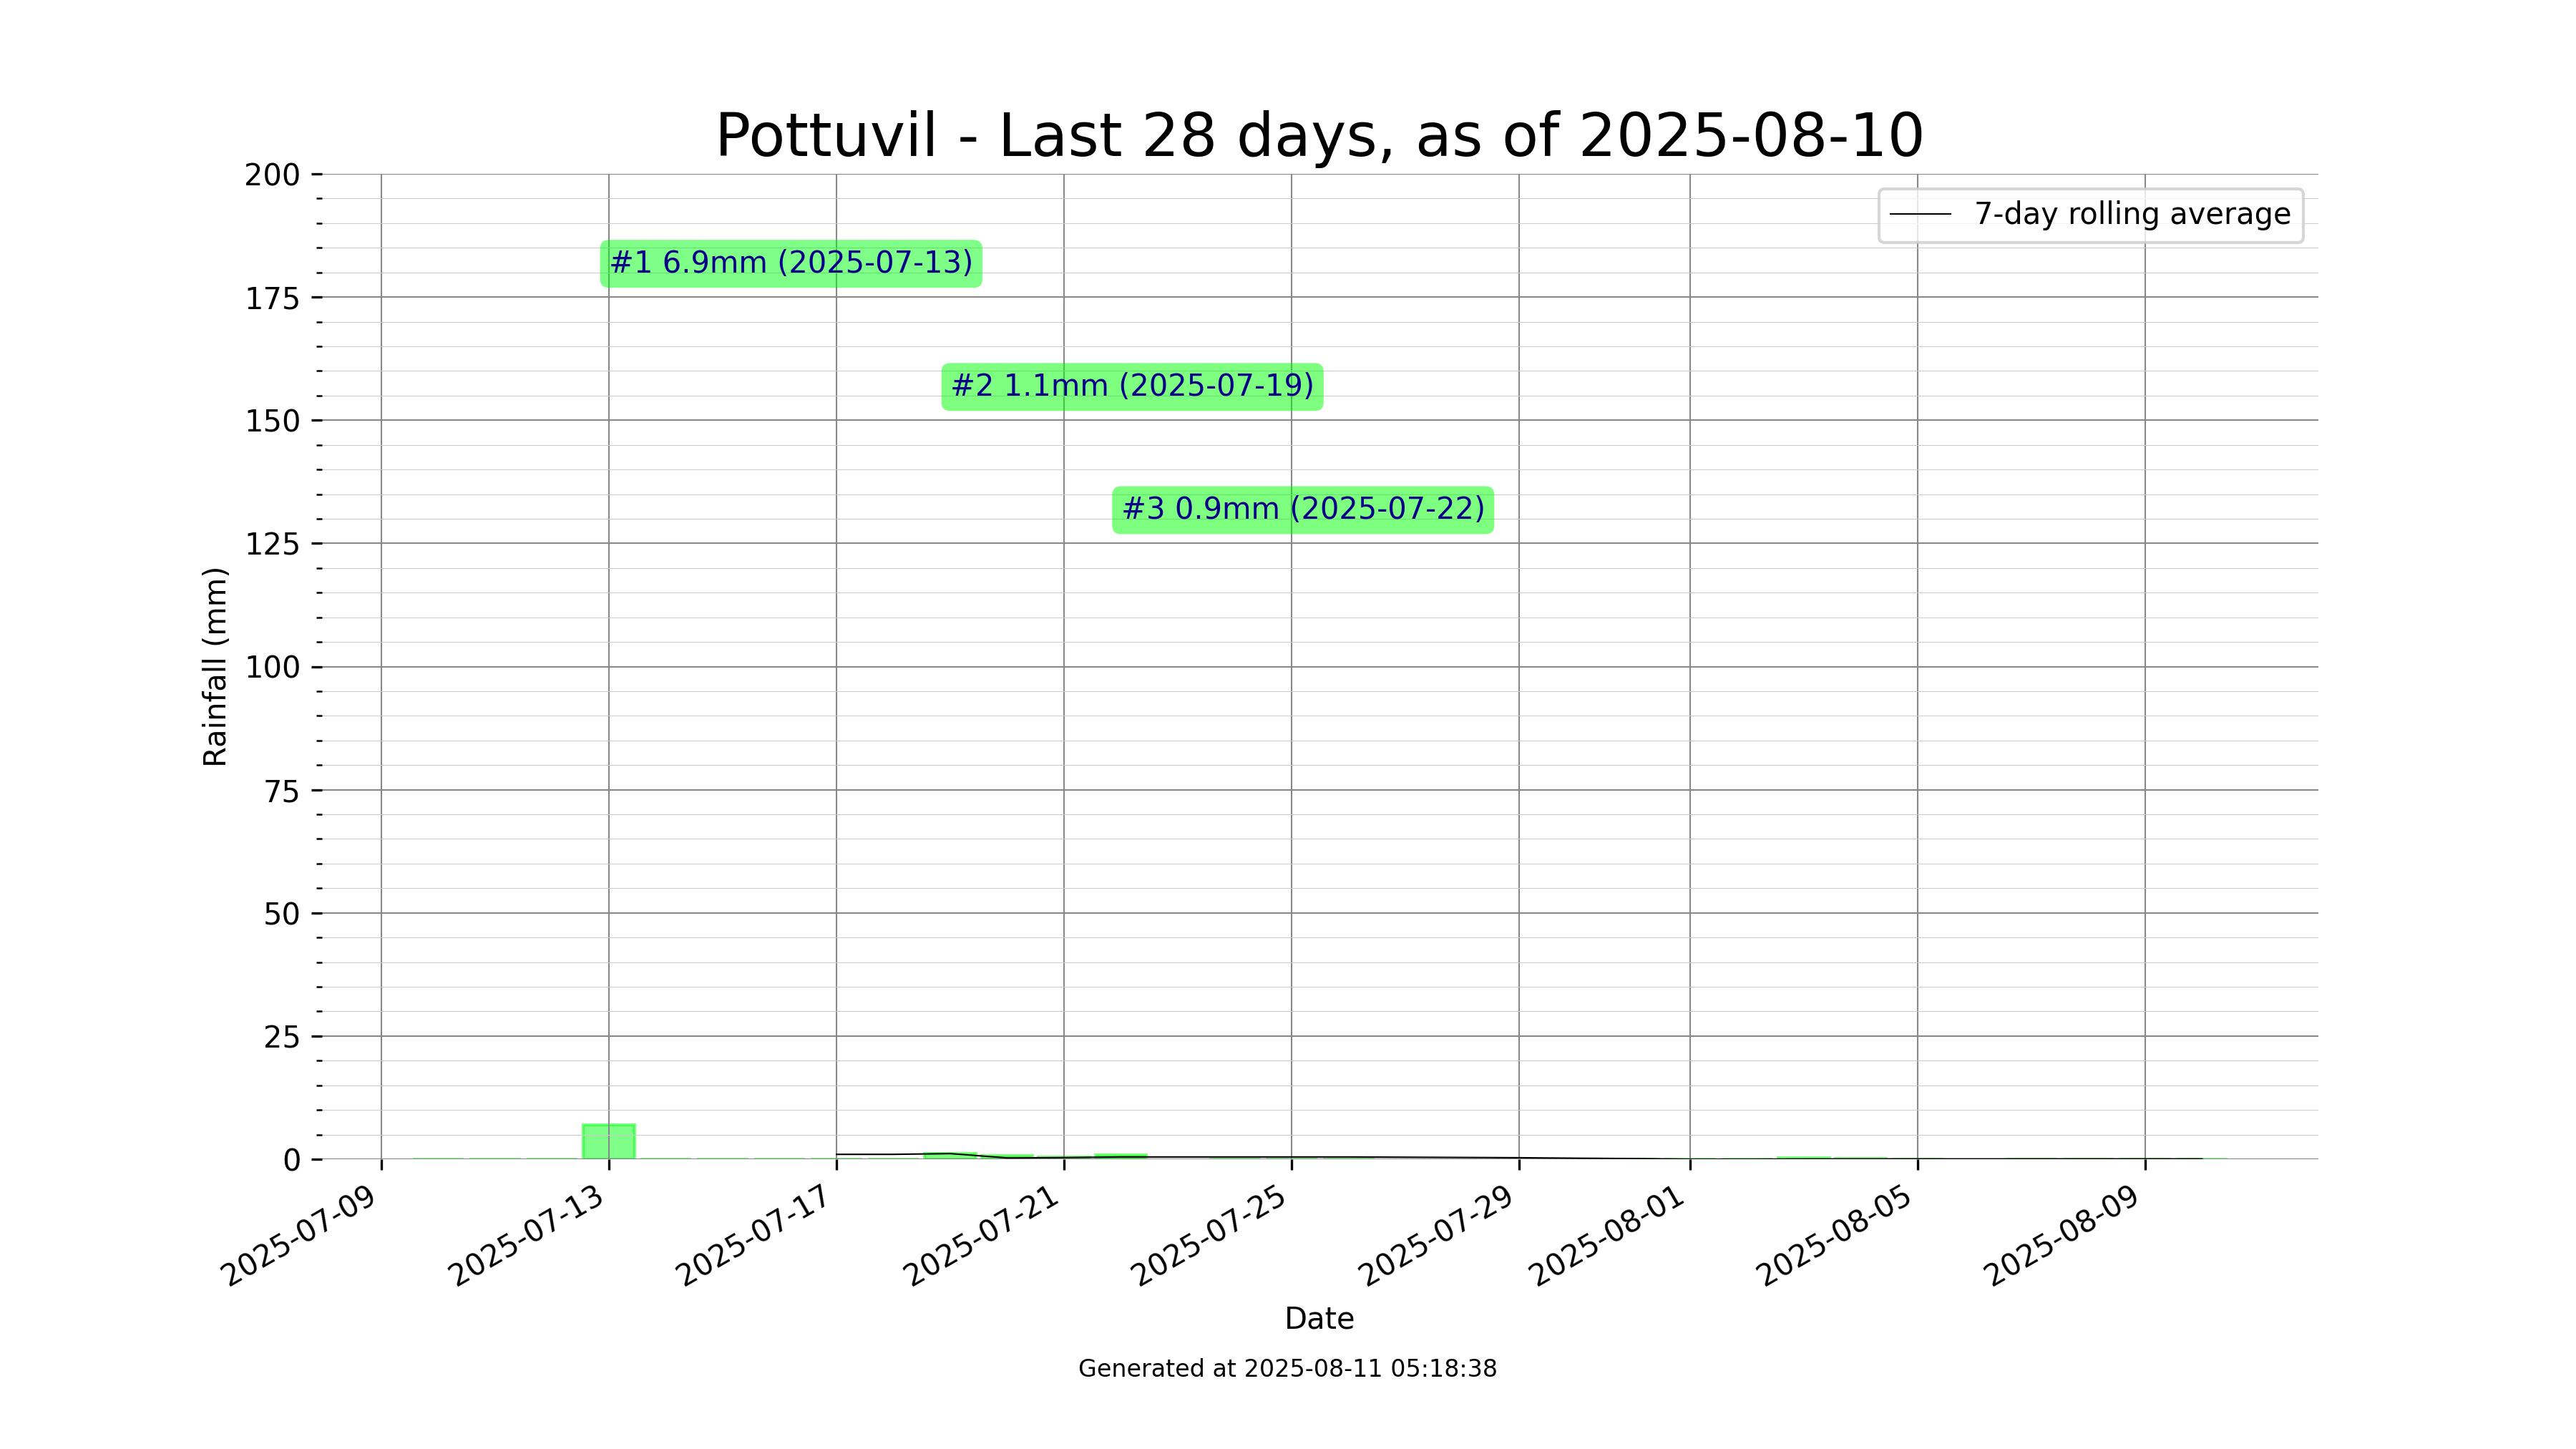 Pottuvil - Last 28 days, as of 2025-08-10
7-day rolling average
#1 6.9mm (2025-07-13)
#2 1.1mm (2025-07-19)
#3 0.9mm (2025-07-22)
Rainfall (mm)
200
175
150
125
100
75
50
25
0
2025-07-09
2025-07-13
2025-07-17
2025-07-21
2025-07-25
2025-07-29
2025-08-01
2025-08-05
2025-08-09
Date
Generated at 2025-08-11 05:18:38